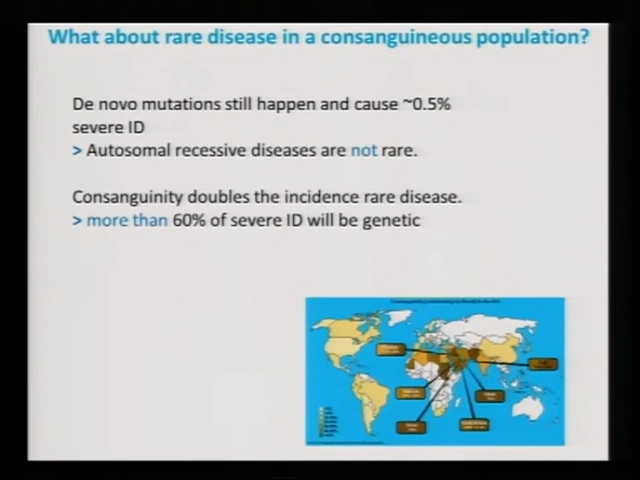 What about rare disease in a consanguineous population?
De novo mutations still happen and cause ~0.5%
severe ID
> Autosomal recessive diseases are not rare.
Consanguinity doubles the incidence rare disease.
> more than 60% of severe ID will be genetic